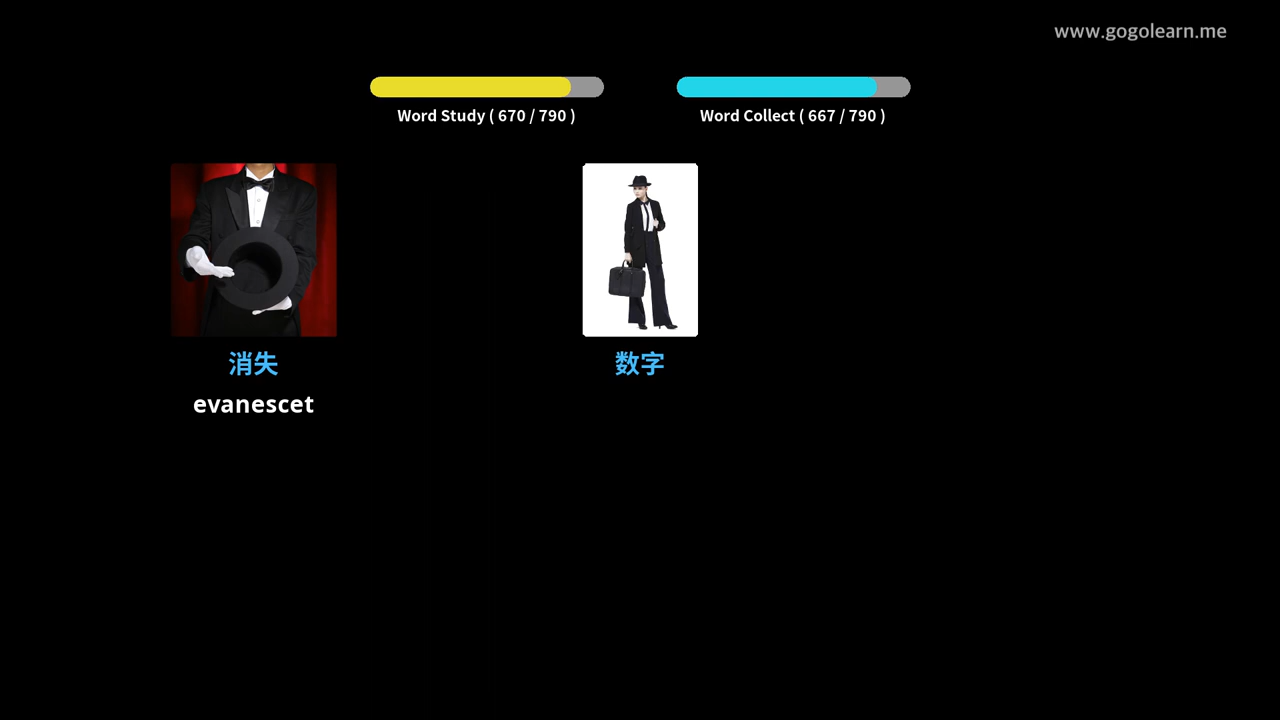 www.gogolearn.me
Word Study ( 670 / 790 )
Word Collect ( 667 / 790 )
消失
数字
evanescet